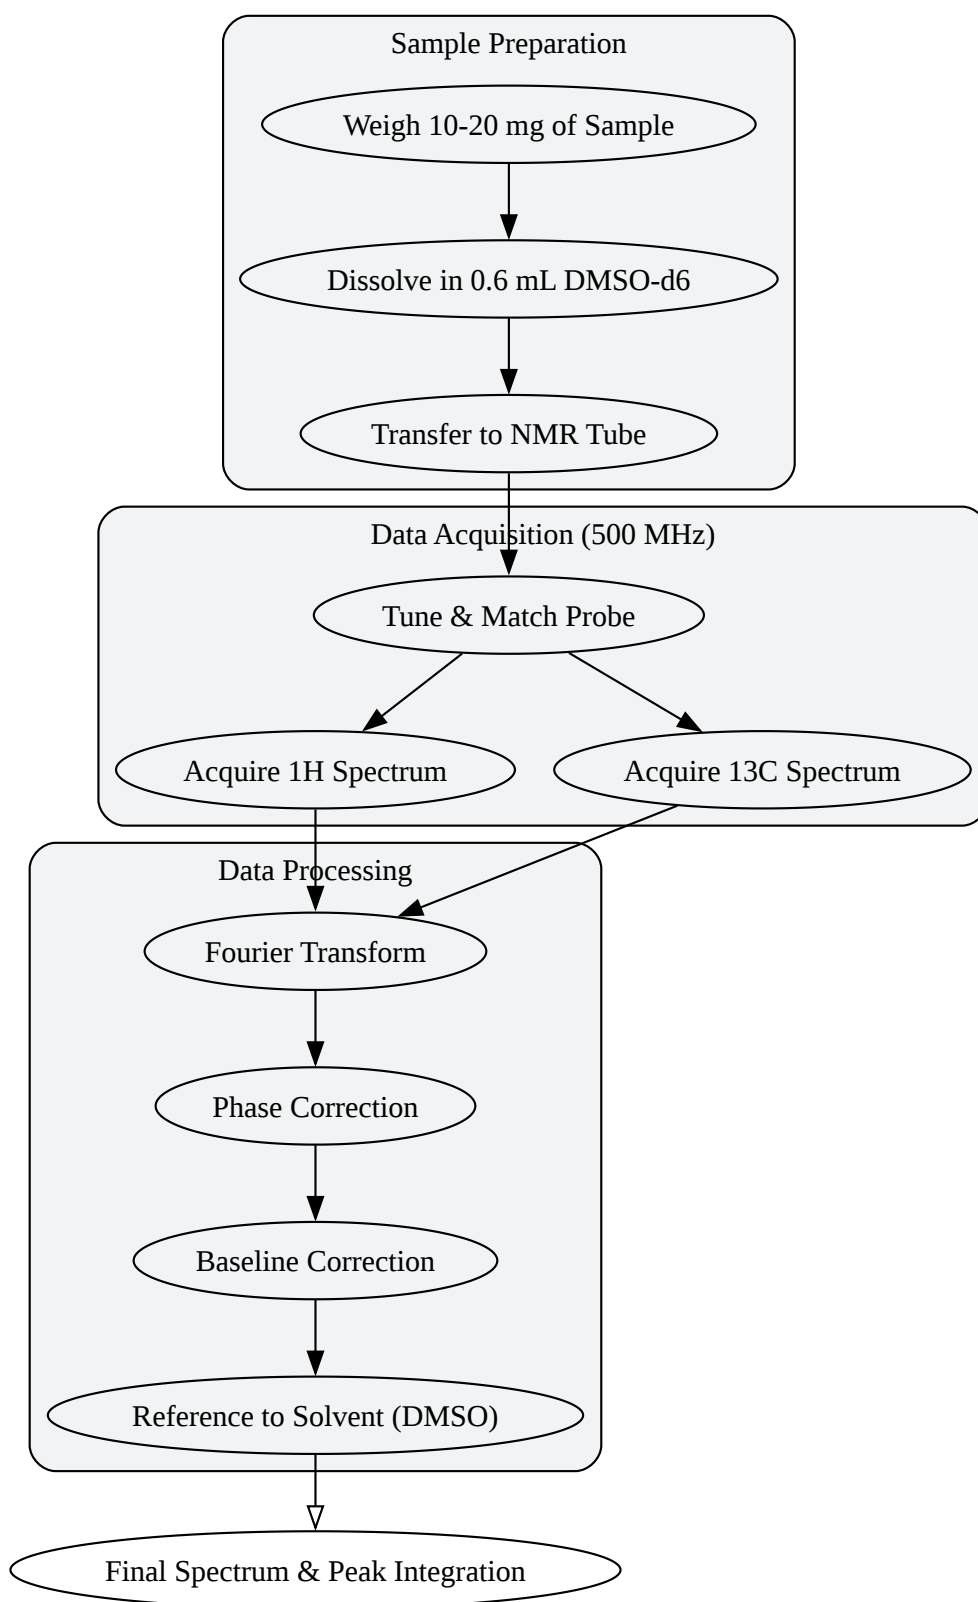 Sample Preparation
Weigh 10-20 mg of Sample
Dissolve in 0.6 mL DMSO-d6
Transfer to NMR Tube
Data Acquisition (500 MHz)
Tune & Match Probe
Acquire 1H Spectrum
Acquire 13C Spectrum
Data Processing
Fourier Transform
Phase Correction
Baseline Correction
Reference to Solvent (DMSO)
Final Spectrum & Peak Integration